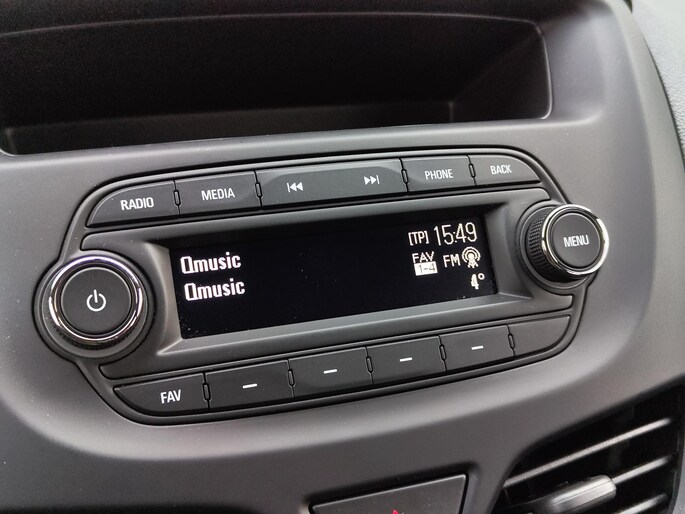 RADIO
MEDIA
PHONE
BACK
[TP] 15:49
Qmusic
FAV FM
1-4
Qmusic
4°
MENU
FAV